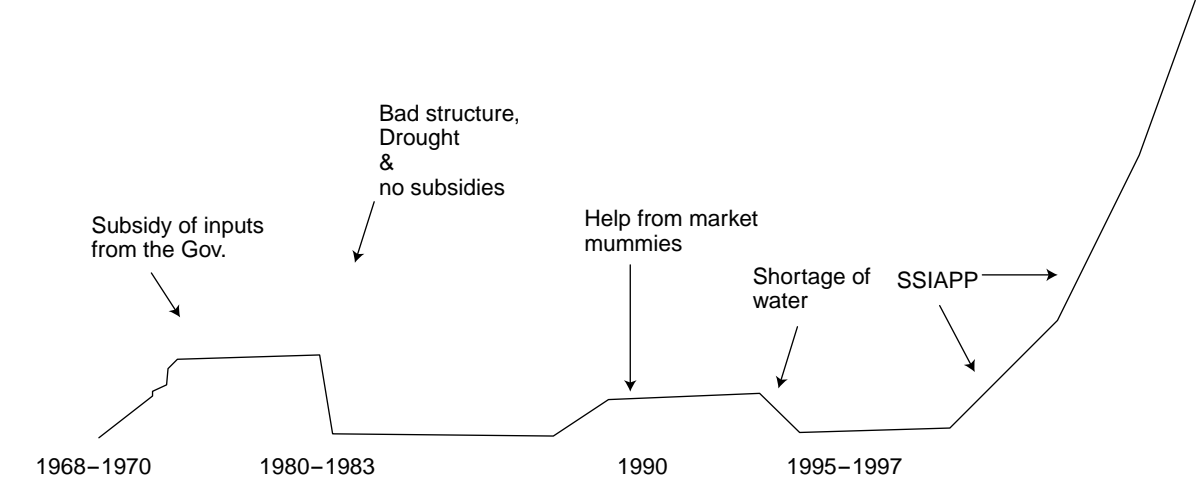 Bad structure,
Drought
&
no subsidies
Subsidy of inputs
from the Gov.
Help from market
mummies
Shortage of
water
SSIAPP
1968–1970
1980–1983
1990
1995–1997